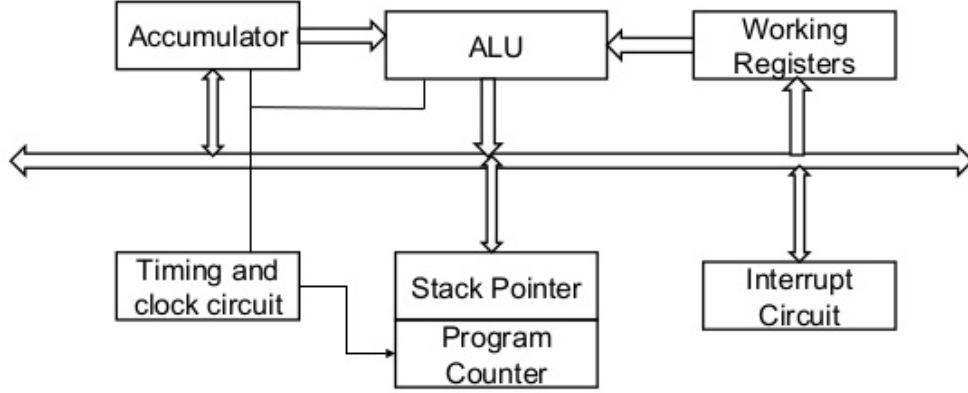 Accumulator
ALU
Working
Registers
Timing and
clock circuit
Stack Pointer
Program
Counter
Interrupt
Circuit